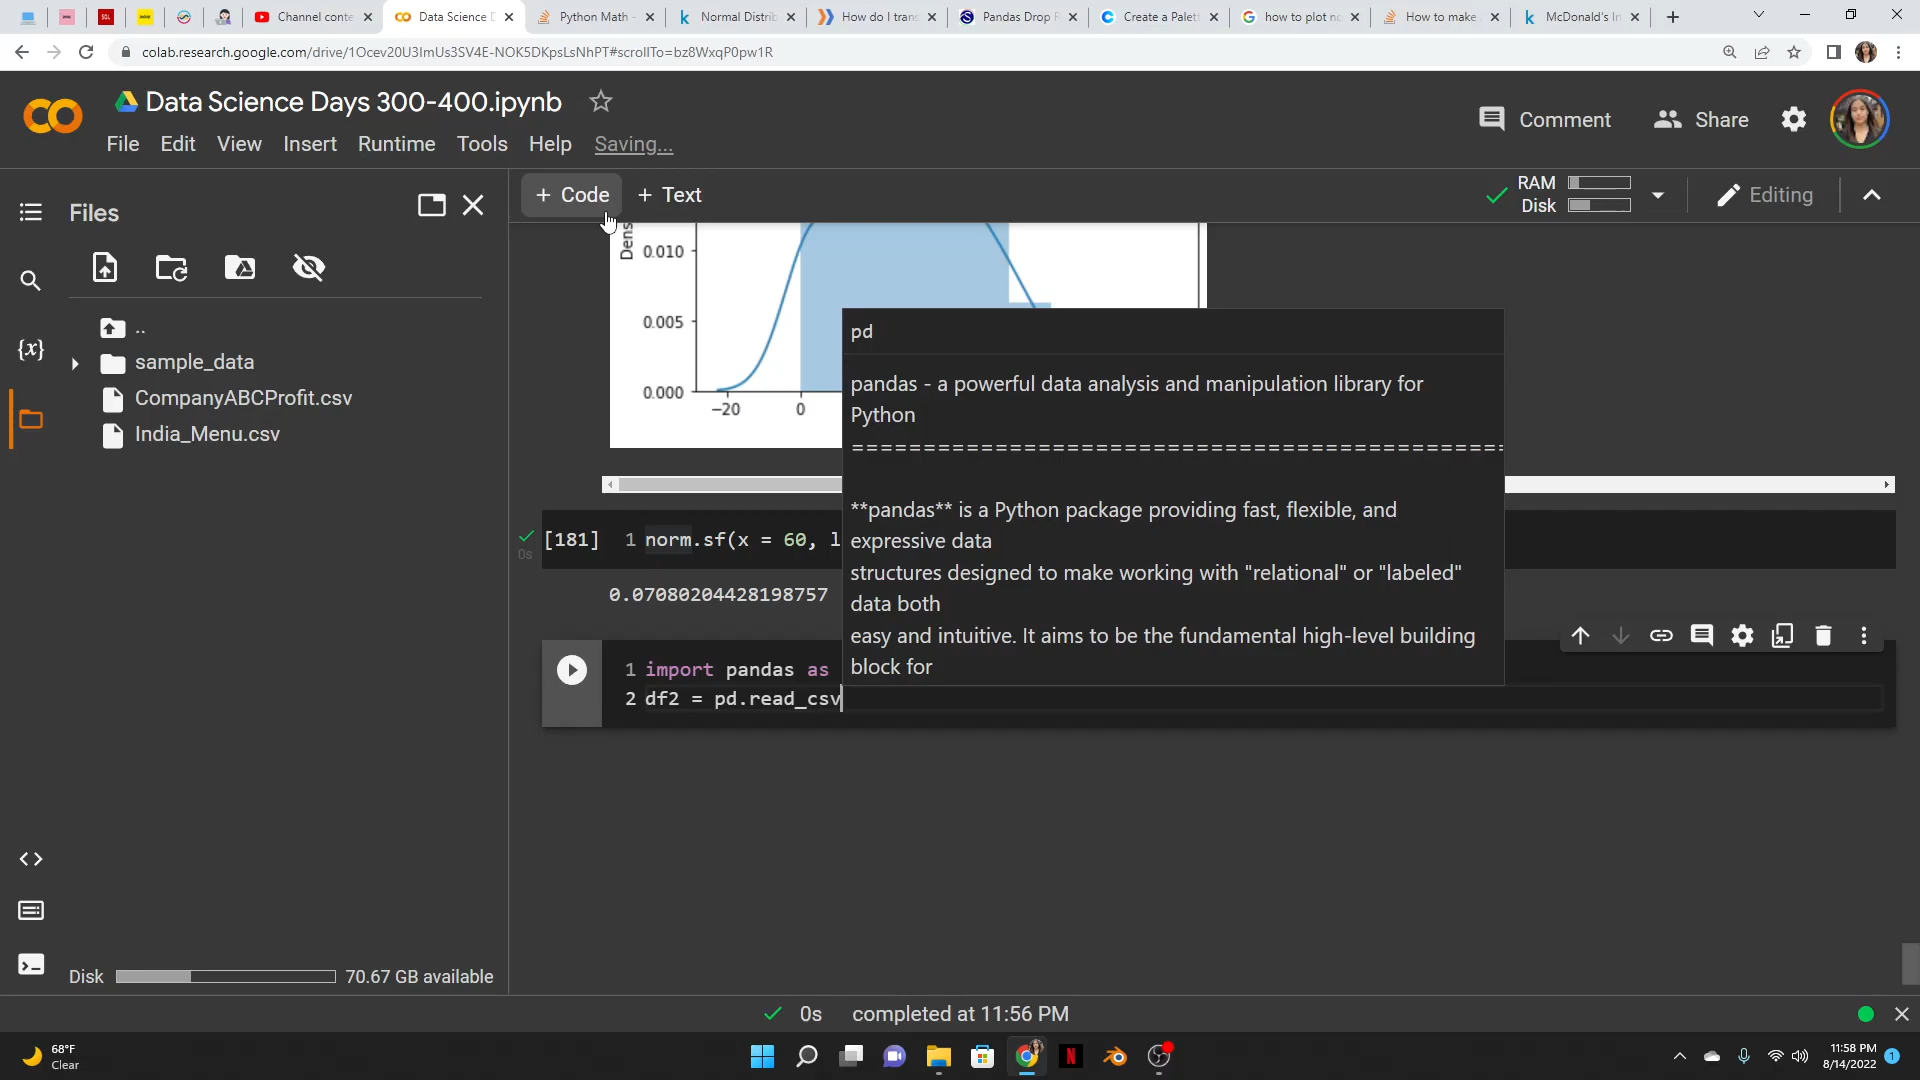 Channel conte
Data Science D
Python Math -
Normal Distrib
How do I trans
Pandas Drop R
Create a Palett
how to plot no
How to make
McDonald's In
colab.research.google.com/drive/1Ocev20U3ImUs3SV4E-NOK5DKpsLsNhPT#scrollTo=bz8WxqP0pw1R
Data Science Days 300-400.ipynb
Comment
Share
File Edit View Insert Runtime Tools Help Saving...
Files
+ Code
+ Text
RAM
Disk
Editing
{x}
..
sample_data
CompanyABCProfit.csv
India_Menu.csv
Disk
70.67 GB available
Dens
0.010
0.005
0.000
−20
0
pd
pandas - a powerful data analysis and manipulation library for
Python
=====================================================
**pandas** is a Python package providing fast, flexible, and
expressive data
structures designed to make working with "relational" or "labeled"
data both
easy and intuitive. It aims to be the fundamental high-level building
block for
[181]
0s
1 norm.sf(x = 60, l
0.07080204428198757
1 import pandas as
2 df2 = pd.read_csv
0s completed at 11:56 PM
68°F
Clear
11:58 PM
8/14/2022
1